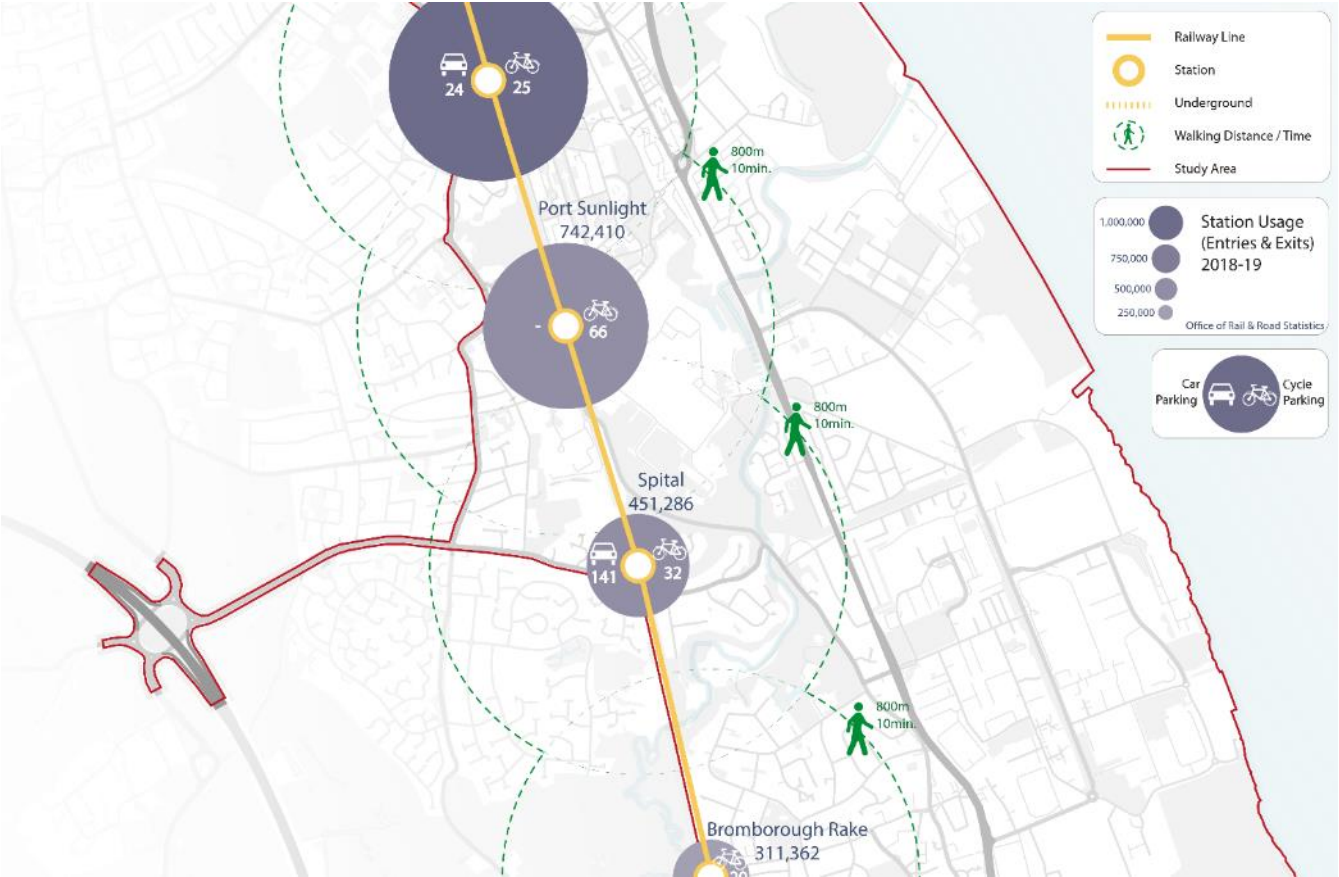 24
25
800m
10min.
Port Sunlight
742,410
-
66
800m
10min.
Spital
451,286
141
32
800m
10min.
Bromborough Rake
311,362
Railway Line
Station
Underground
Walking Distance / Time
Study Area
1,000,000
750,000
500,000
250,000
Station Usage
(Entries & Exits)
2018-19
Office of Rail & Road Statistics
Car
Parking
Cycle
Parking